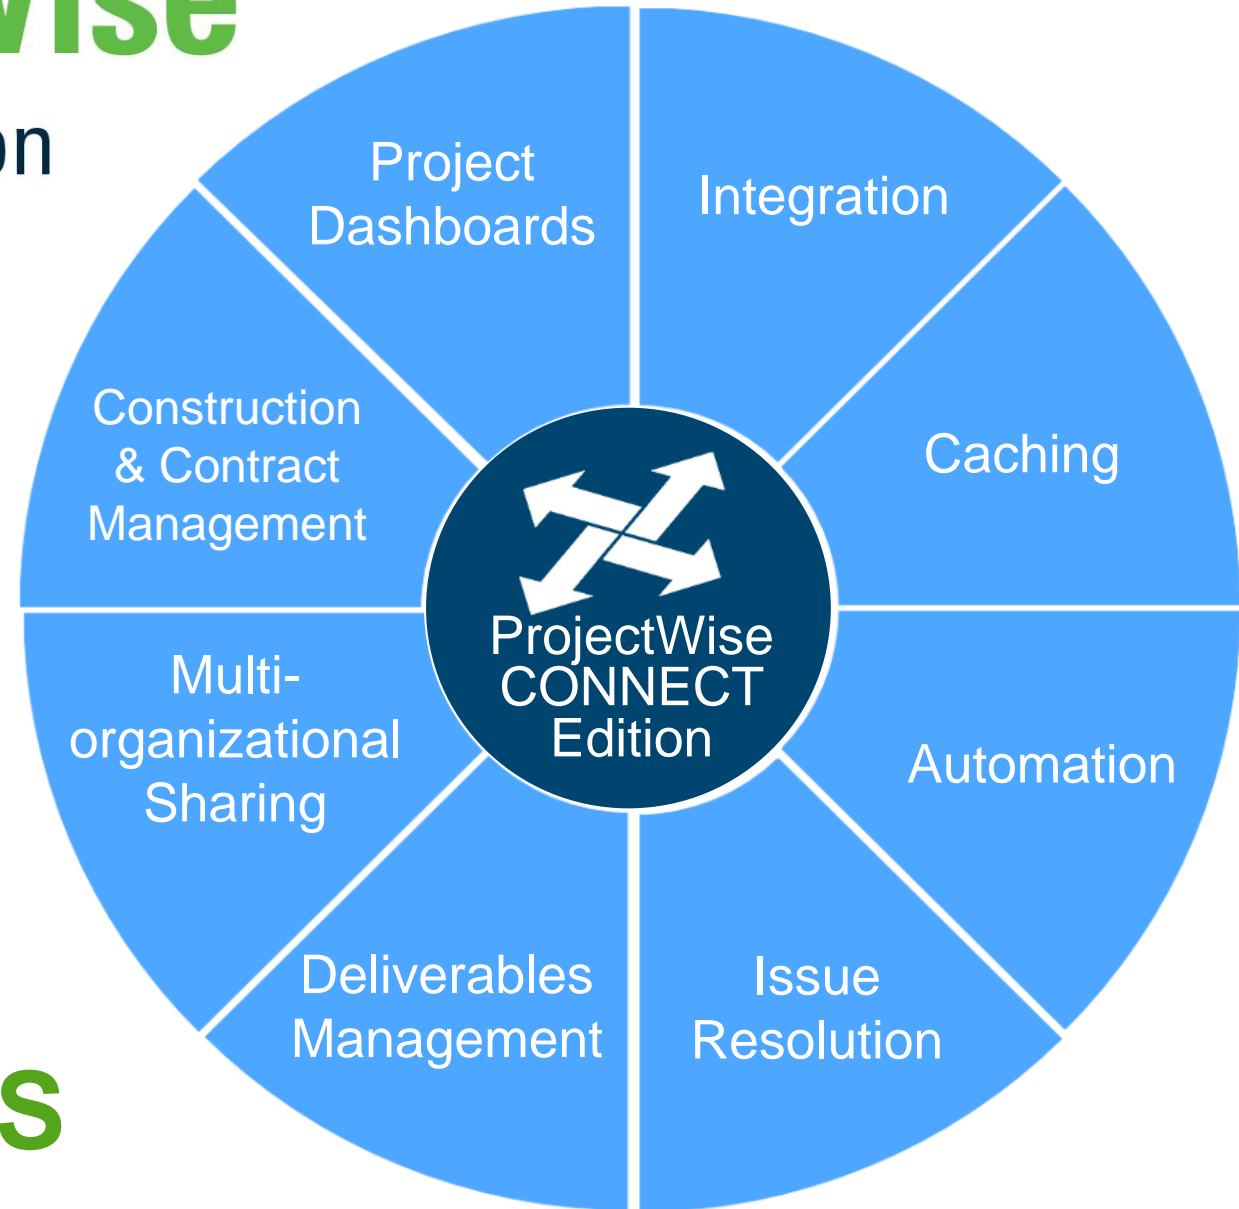 Project
Dashboards
Integration
Caching
Automation
Issue
Resolution
Deliverables
Management
Multi-
organizational
Sharing
Construction
& Contract
Management
ProjectWise
CONNECT
Edition